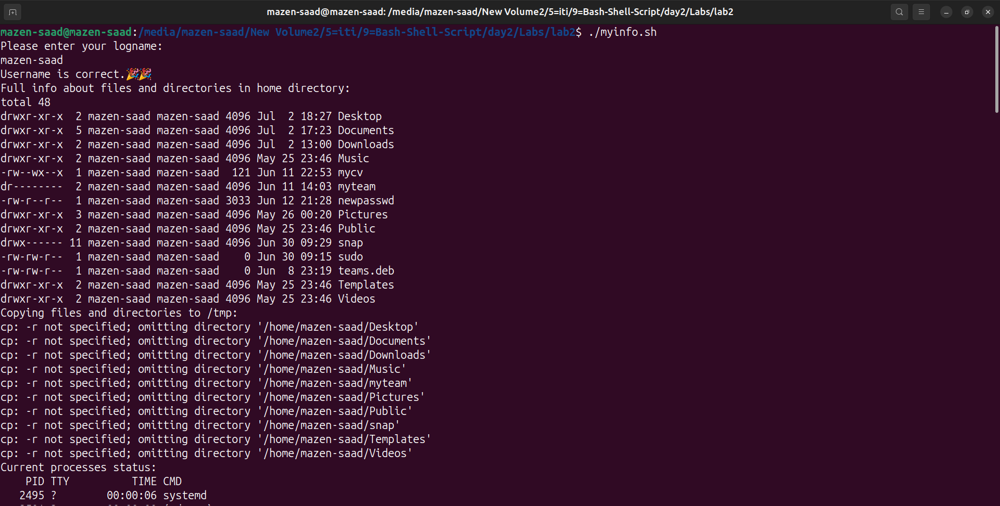 mazen-saad@mazen-saad: /media/mazen-saad/New Volume2/5=iti/9=Bash-Shell-Script/day2/Labs/lab2
mazen-saad@mazen-saad:/media/mazen-saad/New Volume2/5=iti/9=Bash-Shell-Script/day2/Labs/lab2$ ./myinfo.sh
Please enter your logname:
mazen-saad
Username is correct.🎉🎉
Full info about files and directories in home directory:
total 48
drwxr-xr-x  2 mazen-saad mazen-saad 4096 Jul  2 18:27 Desktop
drwxr-xr-x  5 mazen-saad mazen-saad 4096 Jul  2 17:23 Documents
drwxr-xr-x  2 mazen-saad mazen-saad 4096 Jul  2 13:00 Downloads
drwxr-xr-x  2 mazen-saad mazen-saad 4096 May 25 23:46 Music
-rw--wx--x  1 mazen-saad mazen-saad  121 Jun 11 22:53 mycv
dr--------  2 mazen-saad mazen-saad 4096 Jun 11 14:03 myteam
-rw-r--r--  1 mazen-saad mazen-saad 3033 Jun 12 21:28 newpasswd
drwxr-xr-x  3 mazen-saad mazen-saad 4096 May 26 00:20 Pictures
drwxr-xr-x  2 mazen-saad mazen-saad 4096 May 25 23:46 Public
drwx------ 11 mazen-saad mazen-saad 4096 Jun 30 09:29 snap
-rw-rw-r--  1 mazen-saad mazen-saad    0 Jun 30 09:15 sudo
-rw-rw-r--  1 mazen-saad mazen-saad    0 Jun  8 23:19 teams.deb
drwxr-xr-x  2 mazen-saad mazen-saad 4096 May 25 23:46 Templates
drwxr-xr-x  2 mazen-saad mazen-saad 4096 May 25 23:46 Videos
Copying files and directories to /tmp:
cp: -r not specified; omitting directory '/home/mazen-saad/Desktop'
cp: -r not specified; omitting directory '/home/mazen-saad/Documents'
cp: -r not specified; omitting directory '/home/mazen-saad/Downloads'
cp: -r not specified; omitting directory '/home/mazen-saad/Music'
cp: -r not specified; omitting directory '/home/mazen-saad/myteam'
cp: -r not specified; omitting directory '/home/mazen-saad/Pictures'
cp: -r not specified; omitting directory '/home/mazen-saad/Public'
cp: -r not specified; omitting directory '/home/mazen-saad/snap'
cp: -r not specified; omitting directory '/home/mazen-saad/Templates'
cp: -r not specified; omitting directory '/home/mazen-saad/Videos'
Current processes status:
    PID TTY          TIME CMD
   2495 ?        00:00:06 systemd